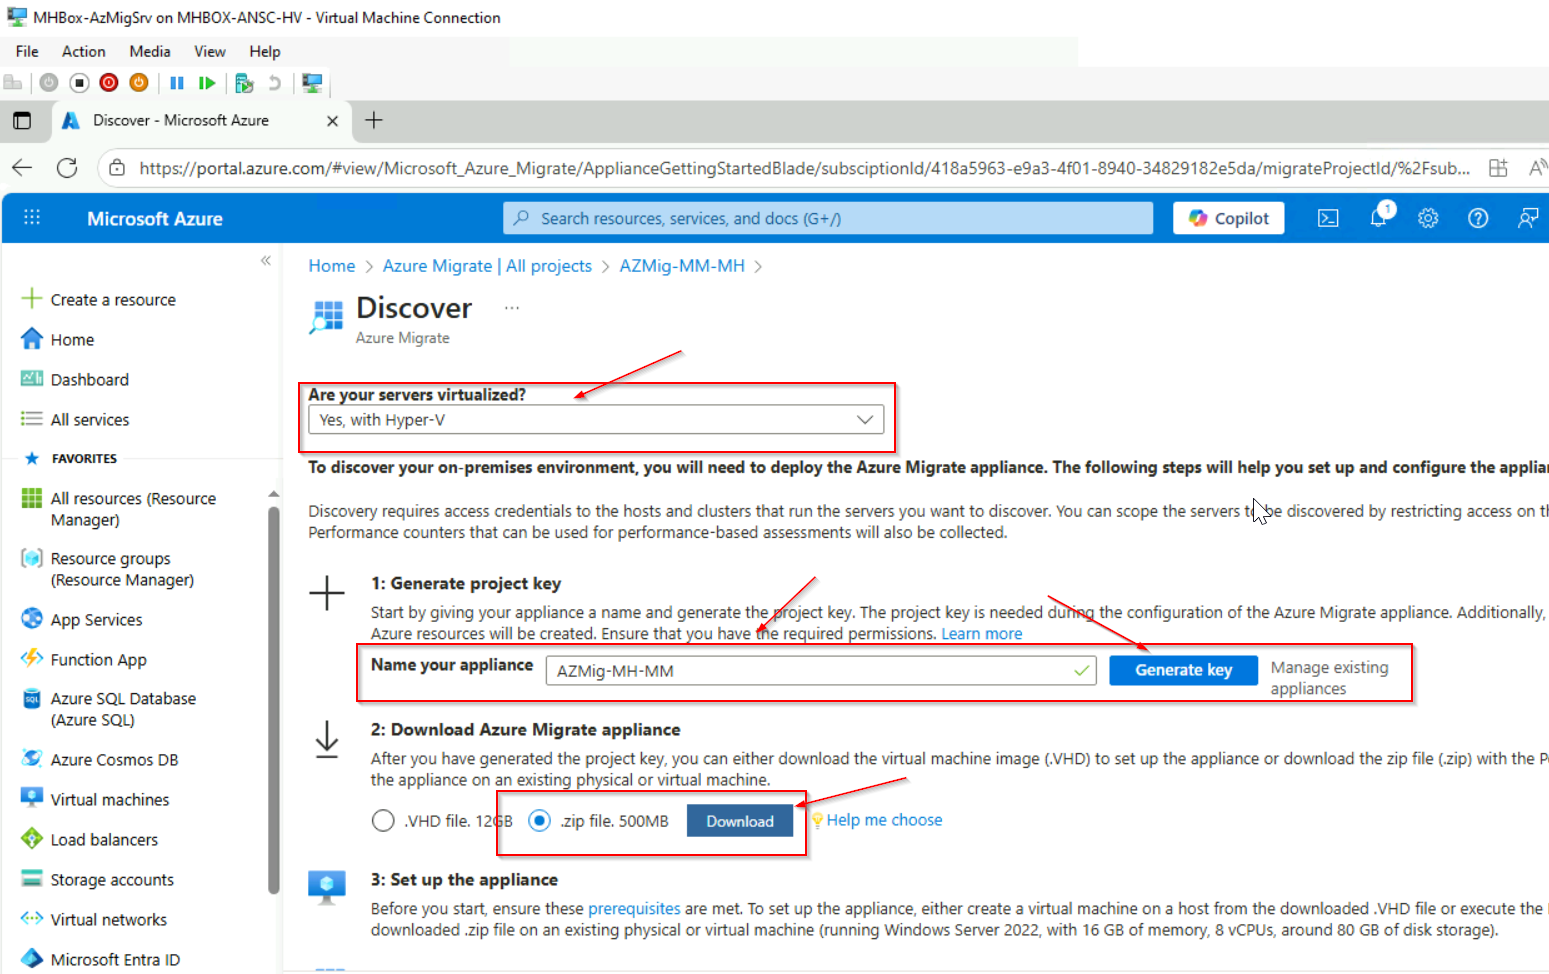 MHBox-AzMigSrv on MHBOX-ANSC-HV - Virtual Machine Connection
File Action Media View Help
Discover - Microsoft Azure
https://portal.azure.com/#view/Microsoft_Azure_Migrate/ApplianceGettingStartedBlade/subsciptionId/418a5963-e9a3-4f01-8940-34829182e5da/migrateProjectId/%2Fsub...
Microsoft Azure
Search resources, services, and docs (G+/)
Copilot
1
Home > Azure Migrate | All projects > AZMig-MM-MH >
Discover ...
Azure Migrate
Create a resource
Home
Dashboard
All services
FAVORITES
All resources (Resource
Manager)
Resource groups
(Resource Manager)
App Services
Function App
Azure SQL Database
(Azure SQL)
Azure Cosmos DB
Virtual machines
Load balancers
Storage accounts
Virtual networks
Microsoft Entra ID
Are your servers virtualized?
Yes, with Hyper-V
To discover your on-premises environment, you will need to deploy the Azure Migrate appliance. The following steps will help you set up and configure the
Discovery requires access credentials to the hosts and clusters that run the servers you want to discover. You can scope the servers to be discovered by restricting access on
Performance counters that can be used for performance-based assessments will also be collected.
1: Generate project key
Start by giving your appliance a name and generate the project key. The project key is needed during the configuration of the Azure Migrate appliance. Additionally,
Azure resources will be created. Ensure that you have the required permissions. Learn more
Name your appliance
AZMig-MH-MM
Generate key
Manage existing
appliances
2: Download Azure Migrate appliance
After you have generated the project key, you can either download the virtual machine image (.VHD) to set up the appliance or download the zip file (.zip) with the
the appliance on an existing physical or virtual machine.
.VHD file. 12GB
.zip file. 500MB
Download
Help me choose
3: Set up the appliance
Before you start, ensure these prerequisites are met. To set up the appliance, either create a virtual machine on a host from the downloaded .VHD file or execute the
downloaded .zip file on an existing physical or virtual machine (running Windows Server 2022, with 16 GB of memory, 8 vCPUs, around 80 GB of disk storage).